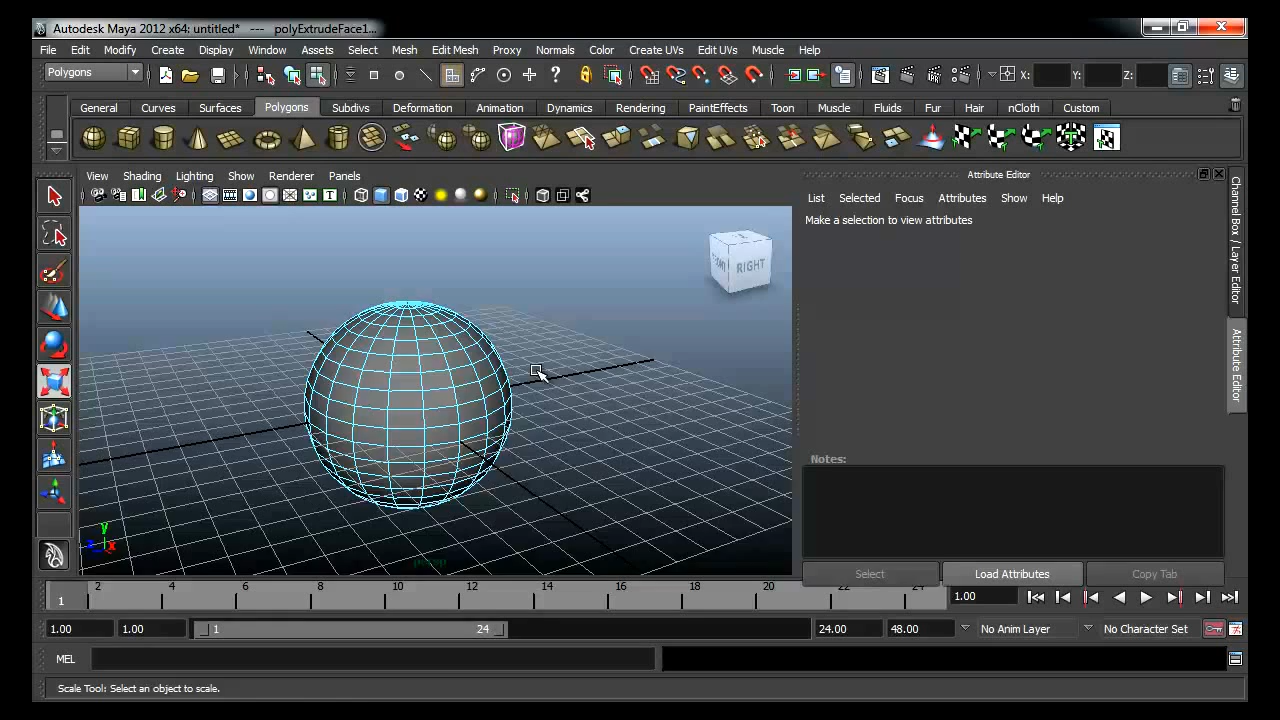 Autodesk Maya 2012 x64: untitled* --- polyExtrudeFace1...
File Edit Modify Create Display Window Assets Select Mesh Edit Mesh Proxy Normals Color Create UVs Edit UVs Muscle Help
Polygons X: Y: Z:
General Curves Surfaces Polygons Subdivs Deformation Animation Dynamics Rendering PaintEffects Toon Muscle Fluids Fur Hair nCloth Custom
View Shading Lighting Show Renderer Panels
Attribute Editor
List Selected Focus Attributes Show Help
Make a selection to view attributes
Channel Box / Layer Editor
Attribute Editor
RIGHT
Notes:
y
z x
persp
Select Load Attributes Copy Tab
1 2 4 6 8 10 12 14 16 18 20 22 24 1.00
1.00 1.00 1 24 24.00 48.00 No Anim Layer No Character Set
MEL
Scale Tool: Select an object to scale.